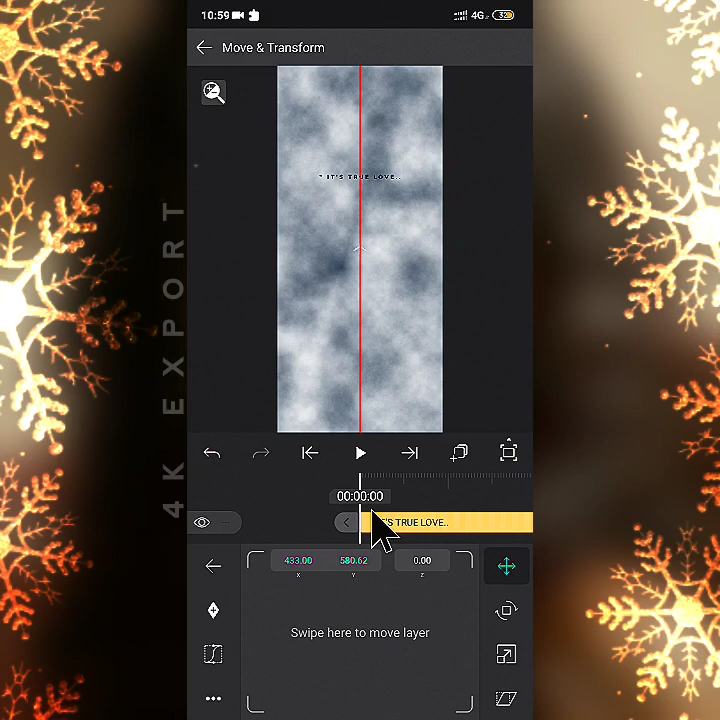 10:59
4G
32
Move & Transform
" IT'S TRUE LOVE..
4K EXPORT
00:00:00
'S TRUE LOVE..
433.00
580.62
0.00
X
Y
Z
Swipe here to move layer